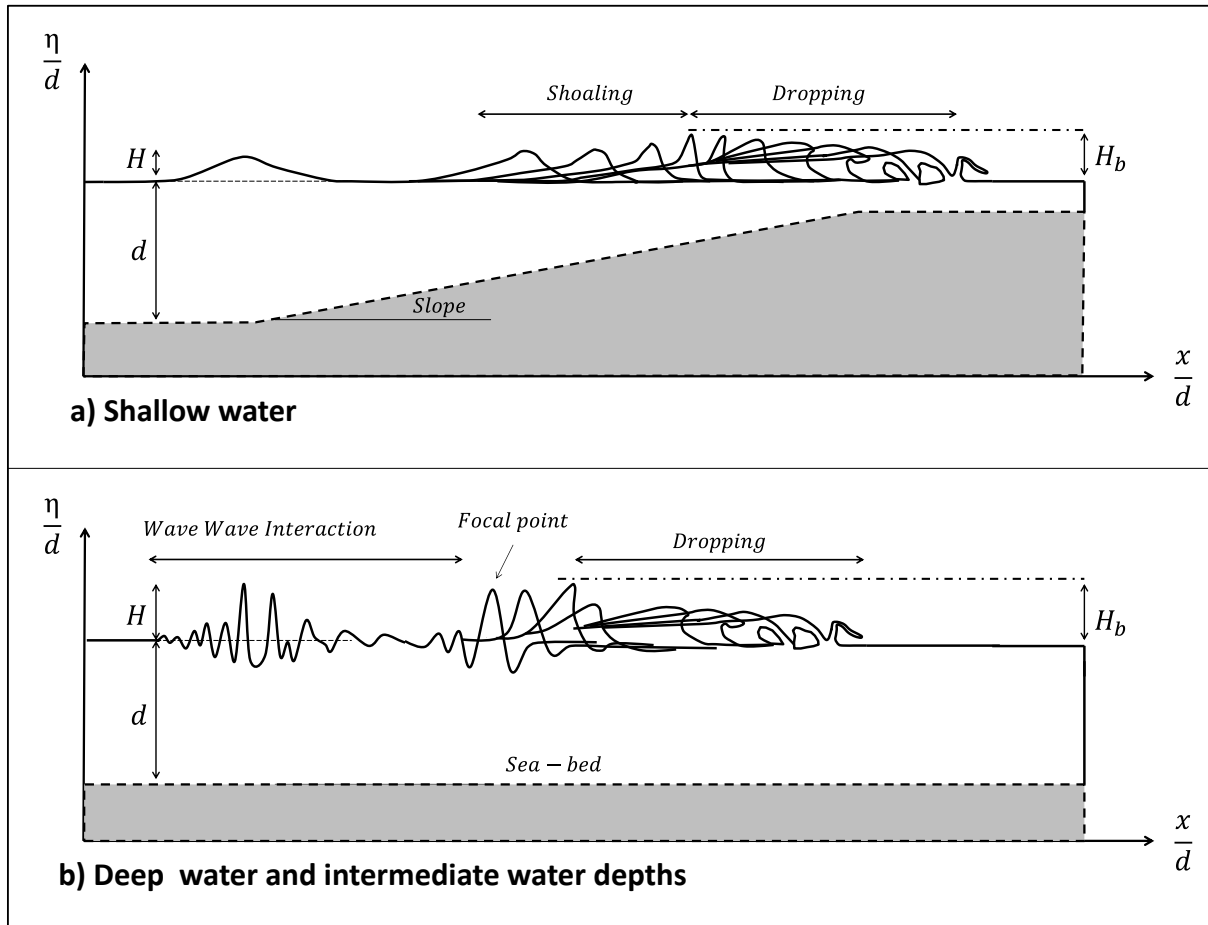 η
d
Shoaling
Dropping
H
H_b
d
Slope
x
d
a) Shallow water
η
d
Wave Wave Interaction
Focal point
Dropping
H
H_b
d
Sea − bed
x
d
b) Deep  water and intermediate water depths